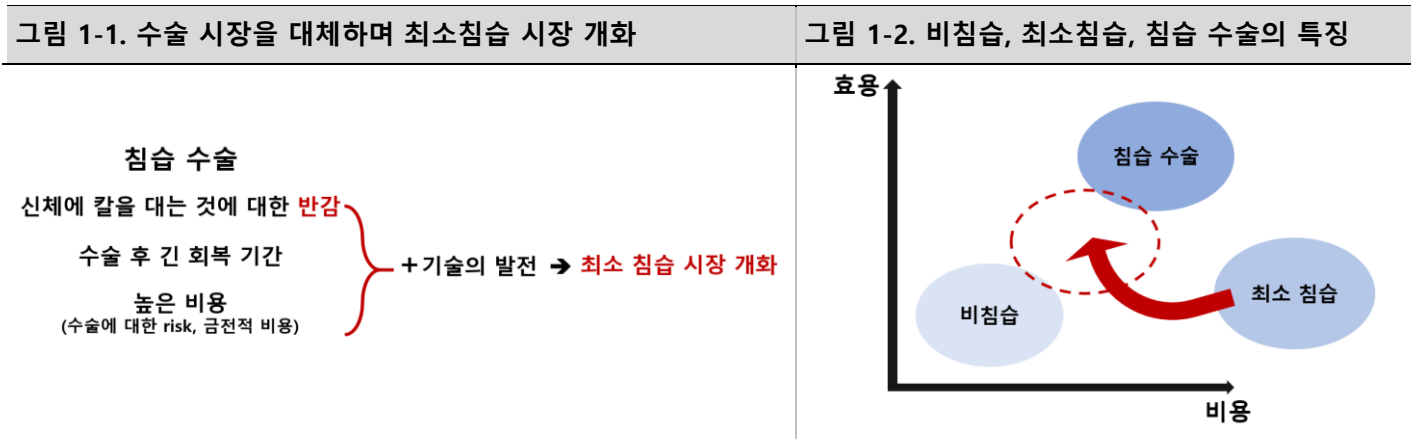 그림 1-1. 수술 시장을 대체하며 최소침습 시장 개화
침습 수술
신체에 칼을 대는 것에 대한 반감
수술 후 긴 회복 기간
높은 비용
(수술에 대한 risk, 금전적 비용)
+기술의 발전 ➔ 최소 침습 시장 개화
그림 1-2. 비침습, 최소침습, 침습 수술의 특징
효용
침습 수술
최소 침습
비침습
비용